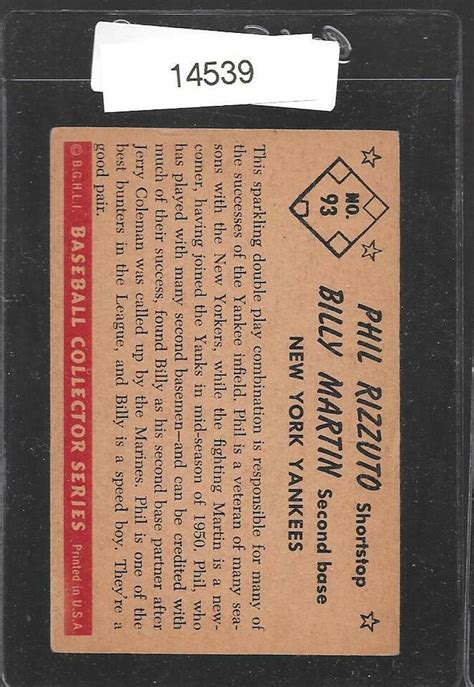 14539
NO.
93
PHIL RIZZUTO Shortstop
BILLY MARTIN Second base
NEW YORK YANKEES
This sparkling double play combination is responsible for many of
the successes of the Yankee infield. Phil is a veteran of many sea-
sons with the New Yorkers, while the fighting Martin is a new-
comer, having joined the Yanks in mid-season of 1950. Phil, who
has played with many second basemen—and can be credited with
much of their success, found Billy as his second base partner after
Jerry Coleman was called up by the Marines. Phil is one of the
best bunters in the League, and Billy is a speed boy. They're a
good pair.
© B.G.H.L.I. BASEBALL COLLECTOR SERIES Printed in U.S.A.